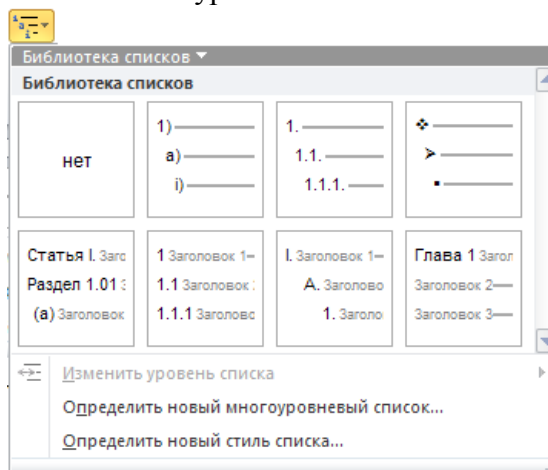 Библиотека списков
Библиотека списков
нет
1)
a)
i)
1.
1.1.
1.1.1.
Статья I. Заго
Раздел 1.01 З
(a) Заголовок
1 Заголовок 1
1.1 Заголовок
1.1.1 Заголово
I. Заголовок 1
A. Заголово
1. Заголо
Глава 1 Загол
Заголовок 2
Заголовок 3
Изменить уровень списка
Определить новый многоуровневый список...
Определить новый стиль списка...